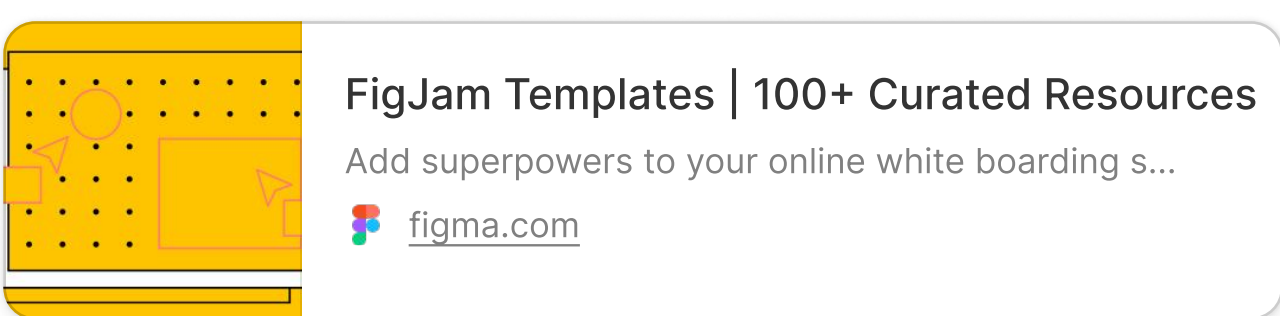 FigJam Templates | 100+ Curated Resources
Add superpowers to your online white boarding s...
figma.com